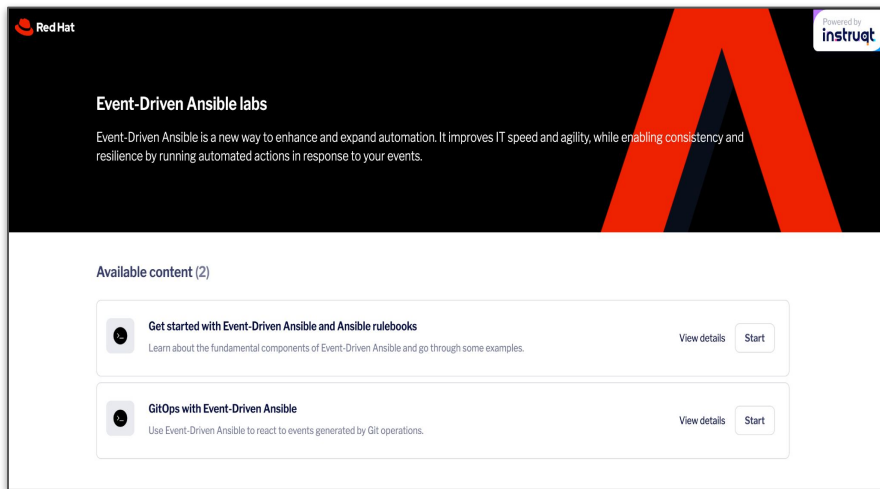 Red Hat
Powered by
instruqt
Event-Driven Ansible labs
Event-Driven Ansible is a new way to enhance and expand automation. It improves IT speed and agility, while enabling consistency and
resilience by running automated actions in response to your events.
Available content (2)
Get started with Event-Driven Ansible and Ansible rulebooks
Learn about the fundamental components of Event-Driven Ansible and go through some examples.
View details
Start
GitOps with Event-Driven Ansible
Use Event-Driven Ansible to react to events generated by Git operations.
View details
Start